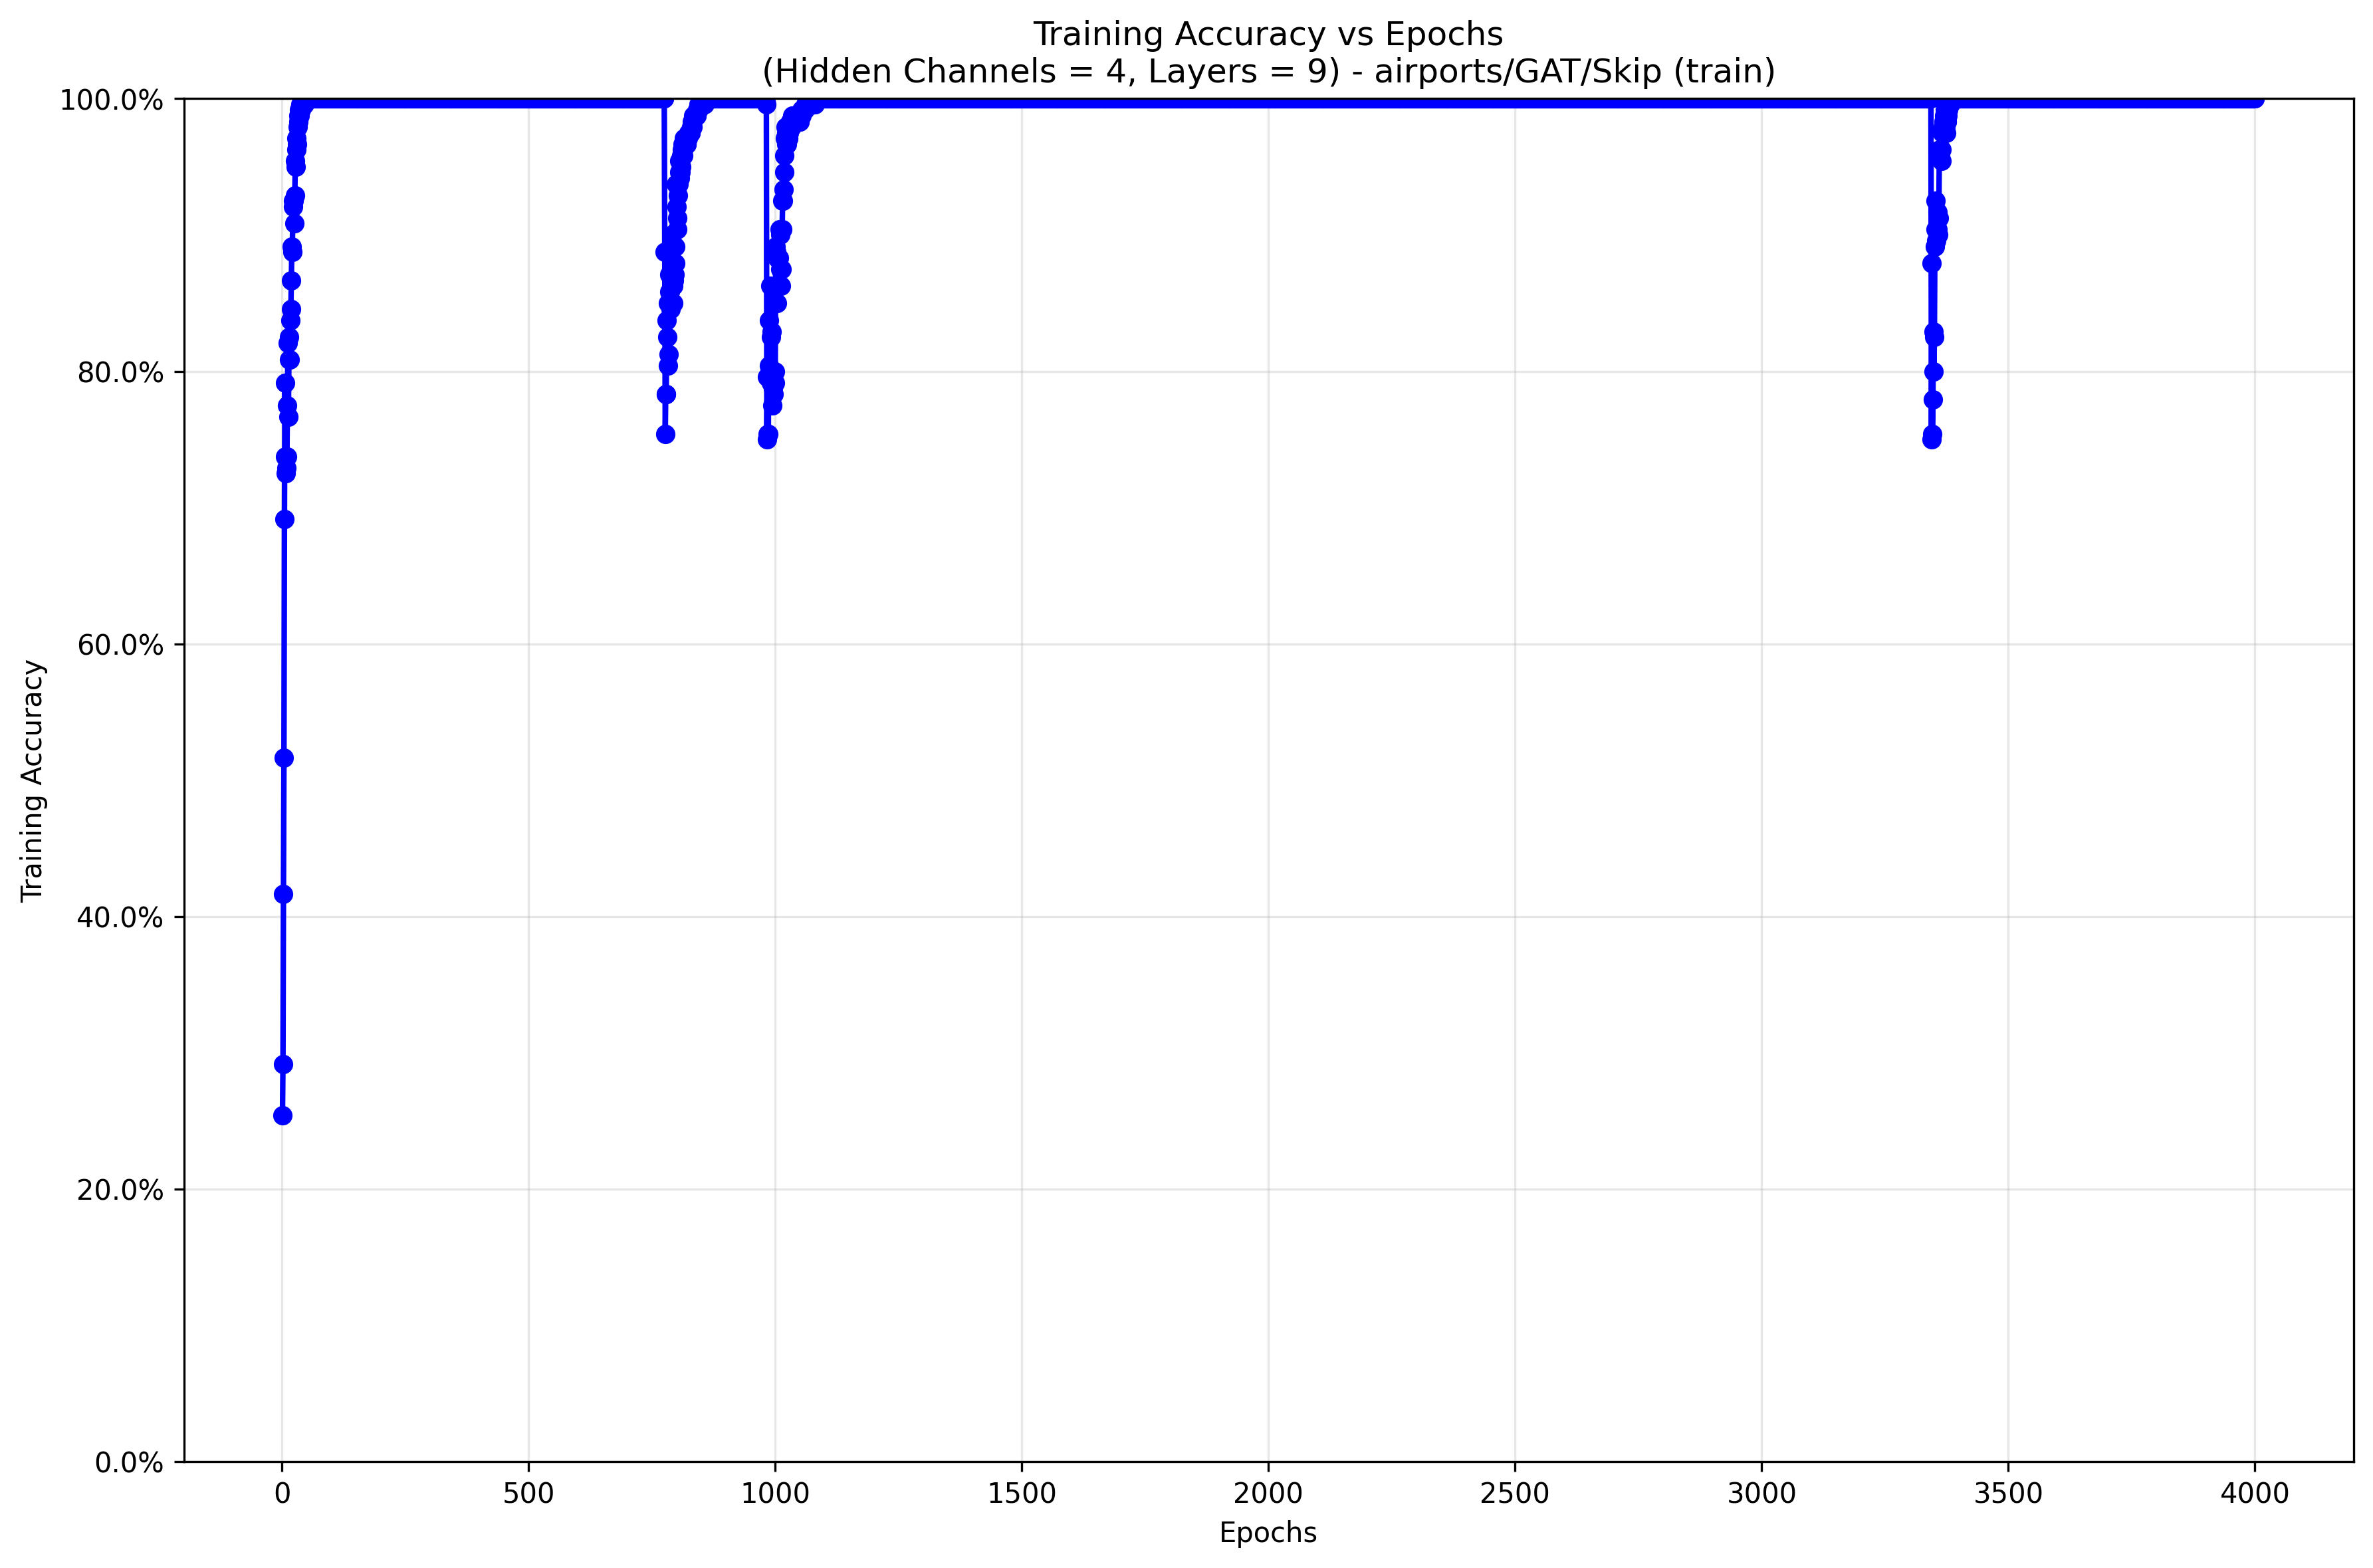 Training Accuracy vs Epochs
(Hidden Channels = 4, Layers = 9) - airports/GAT/Skip (train)
100.0%
80.0%
60.0%
40.0%
20.0%
0.0%
Training Accuracy
0 500 1000 1500 2000 2500 3000 3500 4000
Epochs